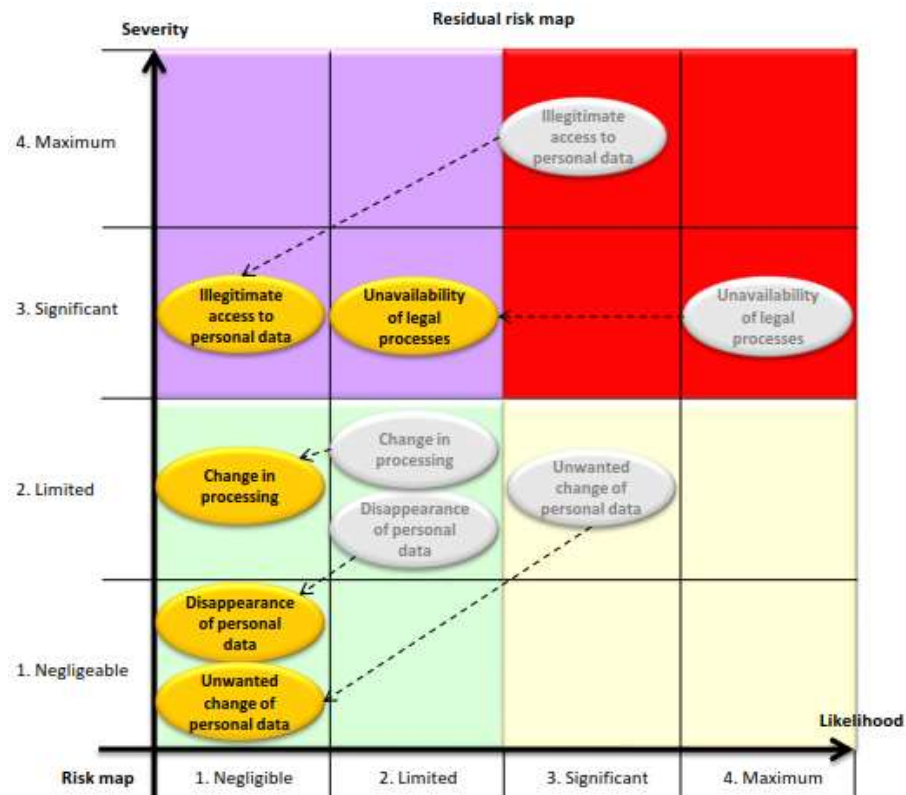 Residual risk map
Severity
4. Maximum
Illegitimate
access to
personal data
3. Significant
Illegitimate
access to
personal data
Unavailability
of legal
processes
Unavailability
of legal
processes
2. Limited
Change in
processing
Change in
processing
Disappearance
of personal
data
Unwanted
change of
personal data
1. Negligeable
Disappearance
of personal
data
Unwanted
change of
personal data
Likelihood
Risk map
1. Negligible
2. Limited
3. Significant
4. Maximum